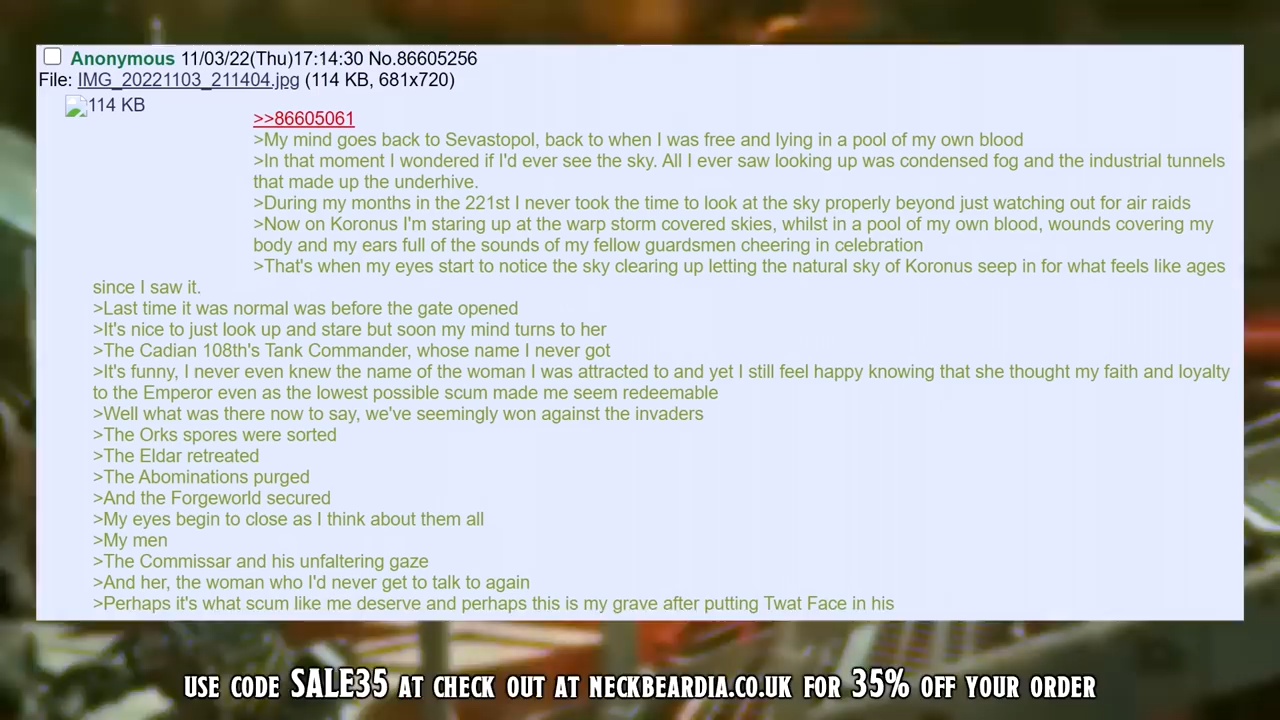 Anonymous 11/03/22(Thu)17:14:30 No.86605256
File: IMG_20221103_211404.jpg (114 KB, 681x720)
114 KB
>>86605061
>My mind goes back to Sevastopol, back to when I was free and lying in a pool of my own blood
>In that moment I wondered if I'd ever see the sky. All I ever saw looking up was condensed fog and the industrial tunnels
that made up the underhive.
>During my months in the 221st I never took the time to look at the sky properly beyond just watching out for air raids
>Now on Koronus I'm staring up at the warp storm covered skies, whilst in a pool of my own blood, wounds covering my
body and my ears full of the sounds of my fellow guardsmen cheering in celebration
>That's when my eyes start to notice the sky clearing up letting the natural sky of Koronus seep in for what feels like ages
since I saw it.
>Last time it was normal was before the gate opened
>It's nice to just look up and stare but soon my mind turns to her
>The Cadian 108th's Tank Commander, whose name I never got
>It's funny, I never even knew the name of the woman I was attracted to and yet I still feel happy knowing that she thought my faith and loyalty
to the Emperor even as the lowest possible scum made me seem redeemable
>Well what was there now to say, we've seemingly won against the invaders
>The Orks spores were sorted
>The Eldar retreated
>The Abominations purged
>And the Forgeworld secured
>My eyes begin to close as I think about them all
>My men
>The Commissar and his unfaltering gaze
>And her, the woman who I'd never get to talk to again
>Perhaps it's what scum like me deserve and perhaps this is my grave after putting Twat Face in his
USE CODE SALE35 AT CHECK OUT AT NECKBEARDIA.CO.UK FOR 35% OFF YOUR ORDER